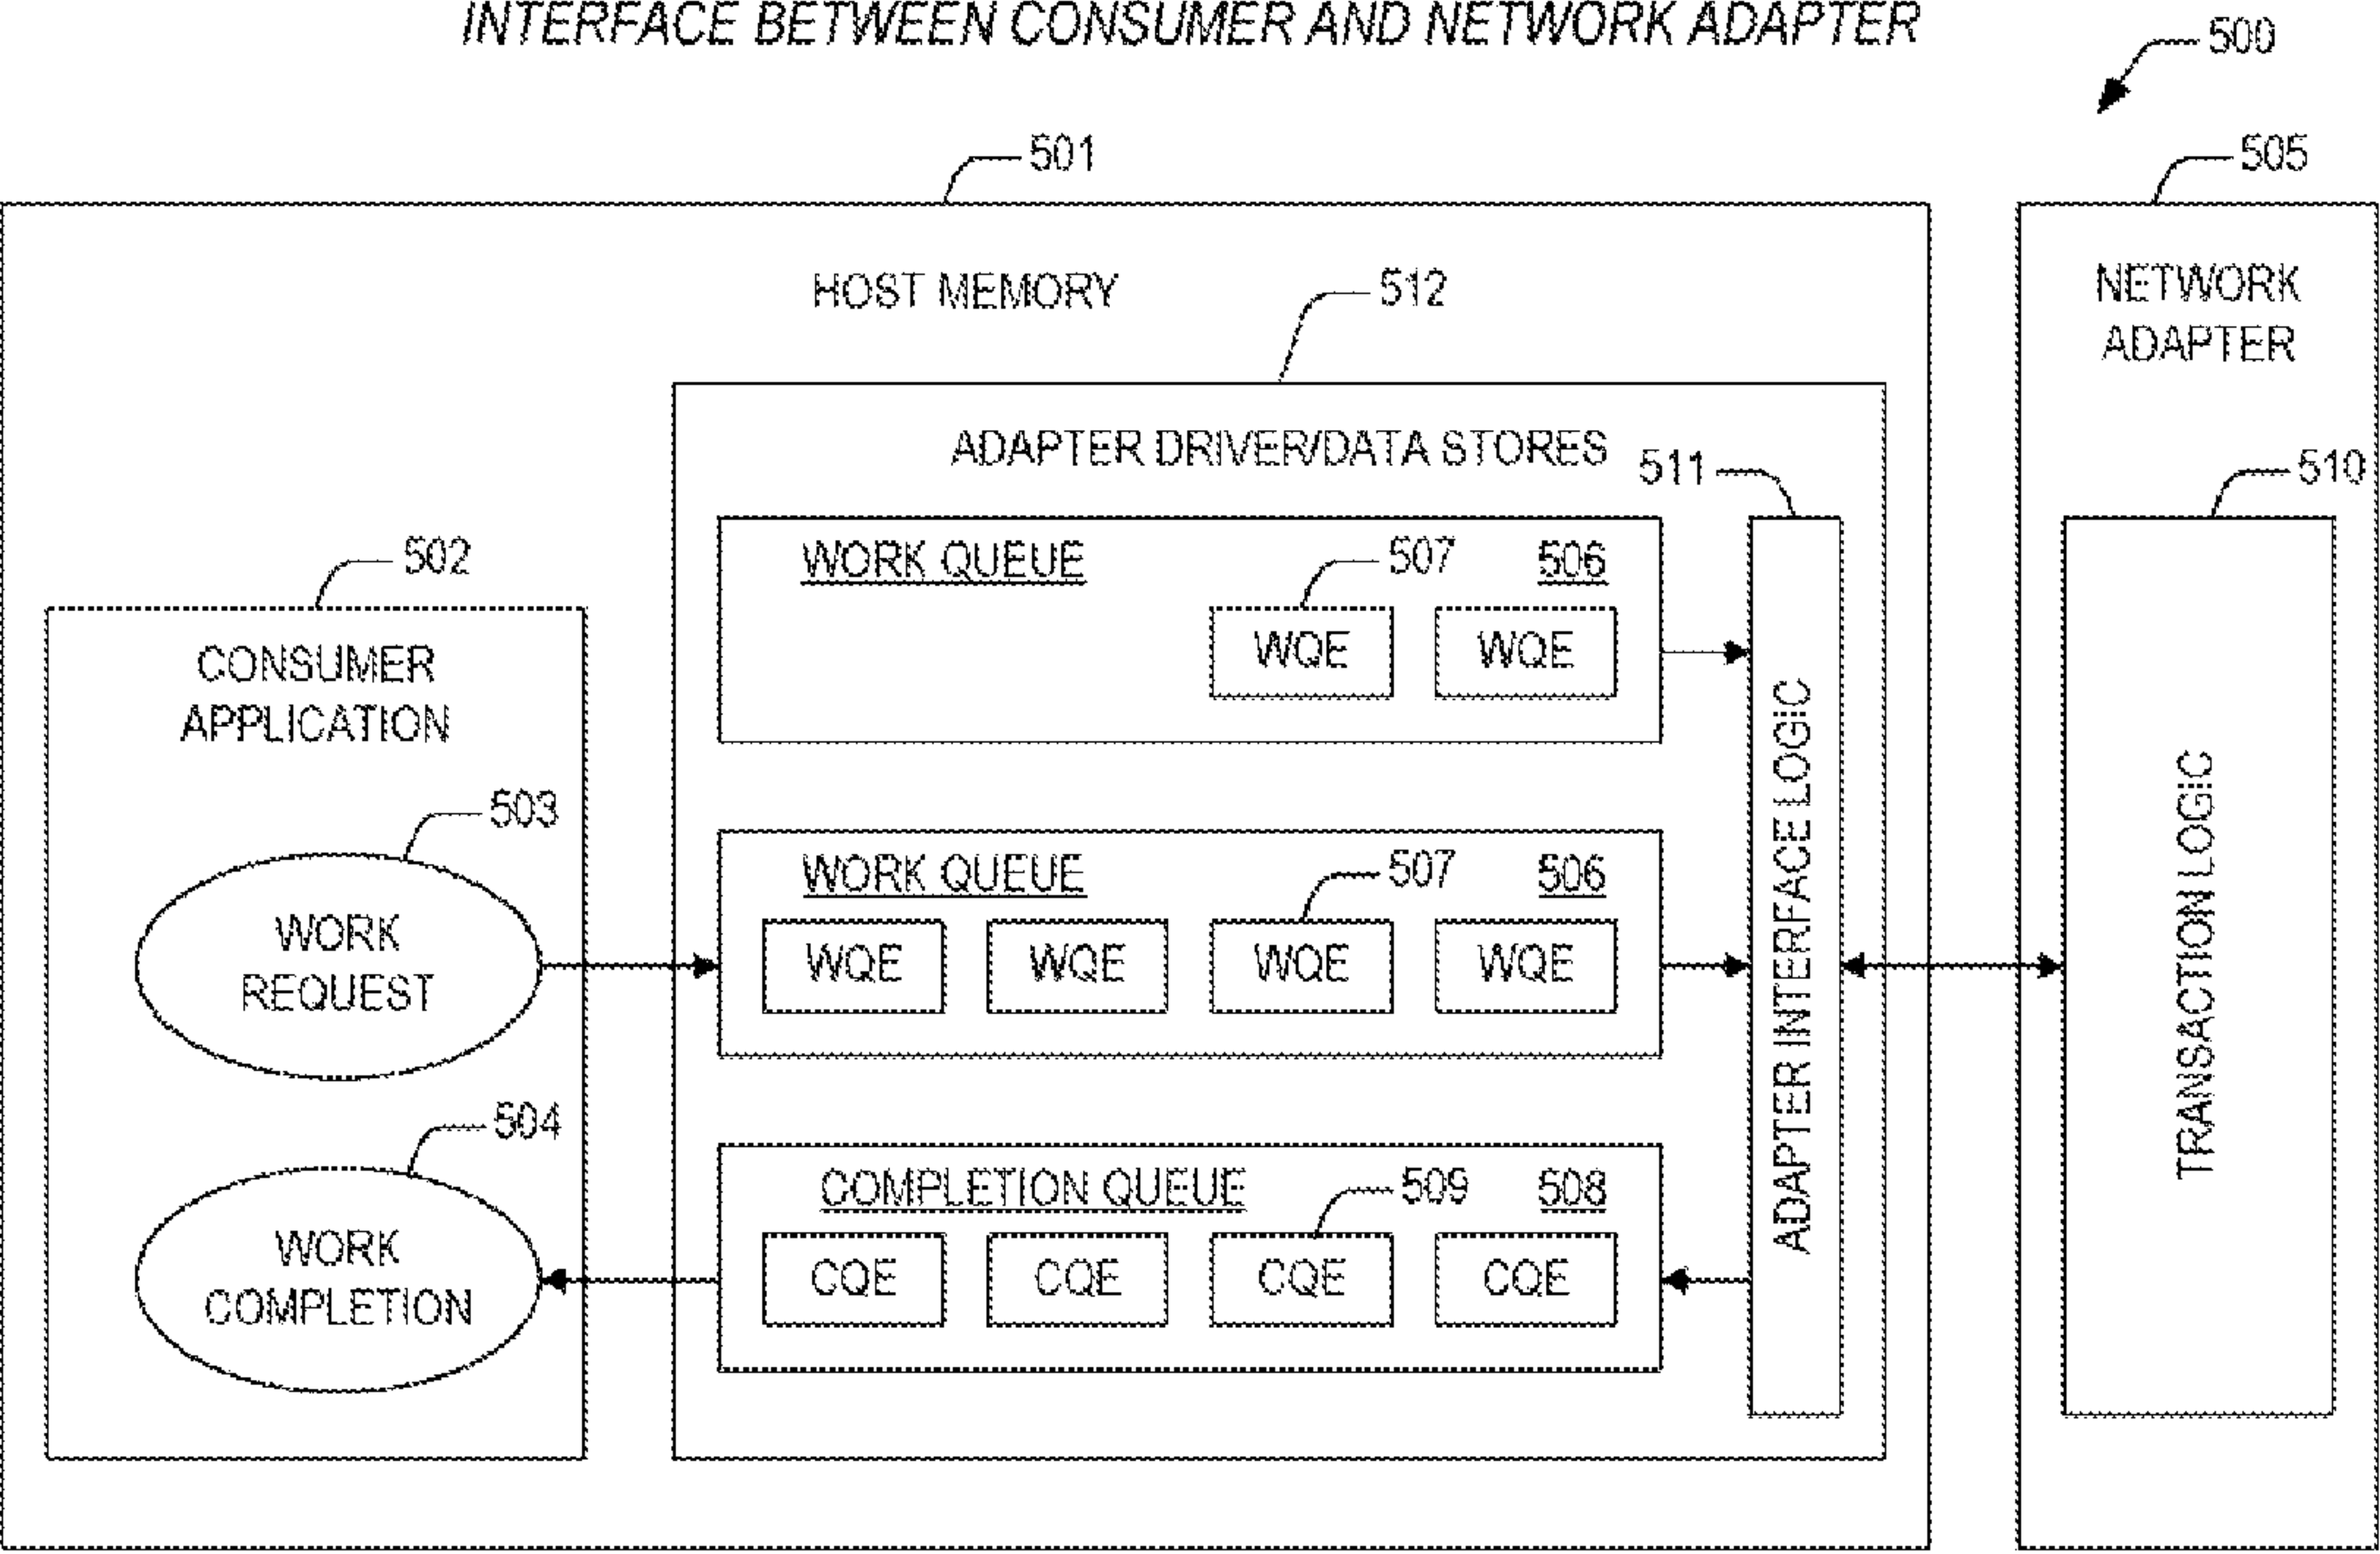 INTERFACE BETWEEN CONSUMER AND NETWORK ADAPTER
500
501
505
HOST MEMORY
512
NETWORK
ADAPTER
ADAPTER DRIVER/DATA STORES
511
510
502
WORK QUEUE 507 506
WQE WQE
CONSUMER
APPLICATION
503
WORK QUEUE 507 506
WQE WQE WQE WQE
WORK
REQUEST
ADAPTER INTERFACE LOGIC
TRANSACTION LOGIC
504
COMPLETION QUEUE 509 508
CQE CQE CQE CQE
WORK
COMPLETION